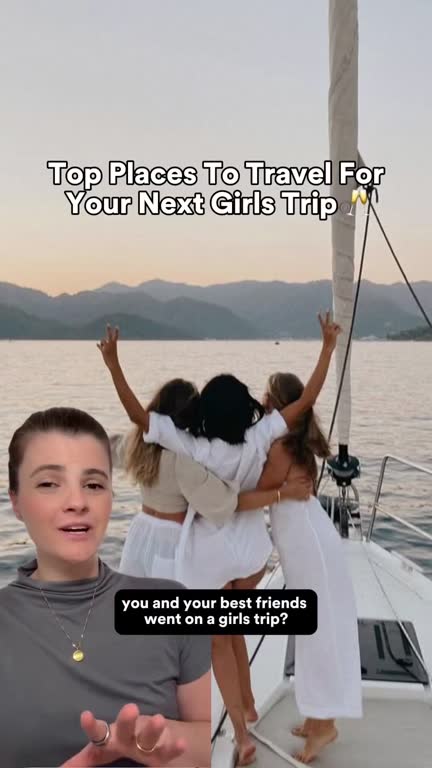 Top Places To Travel For
Your Next Girls Trip🥂
you and your best friends
went on a girls trip?